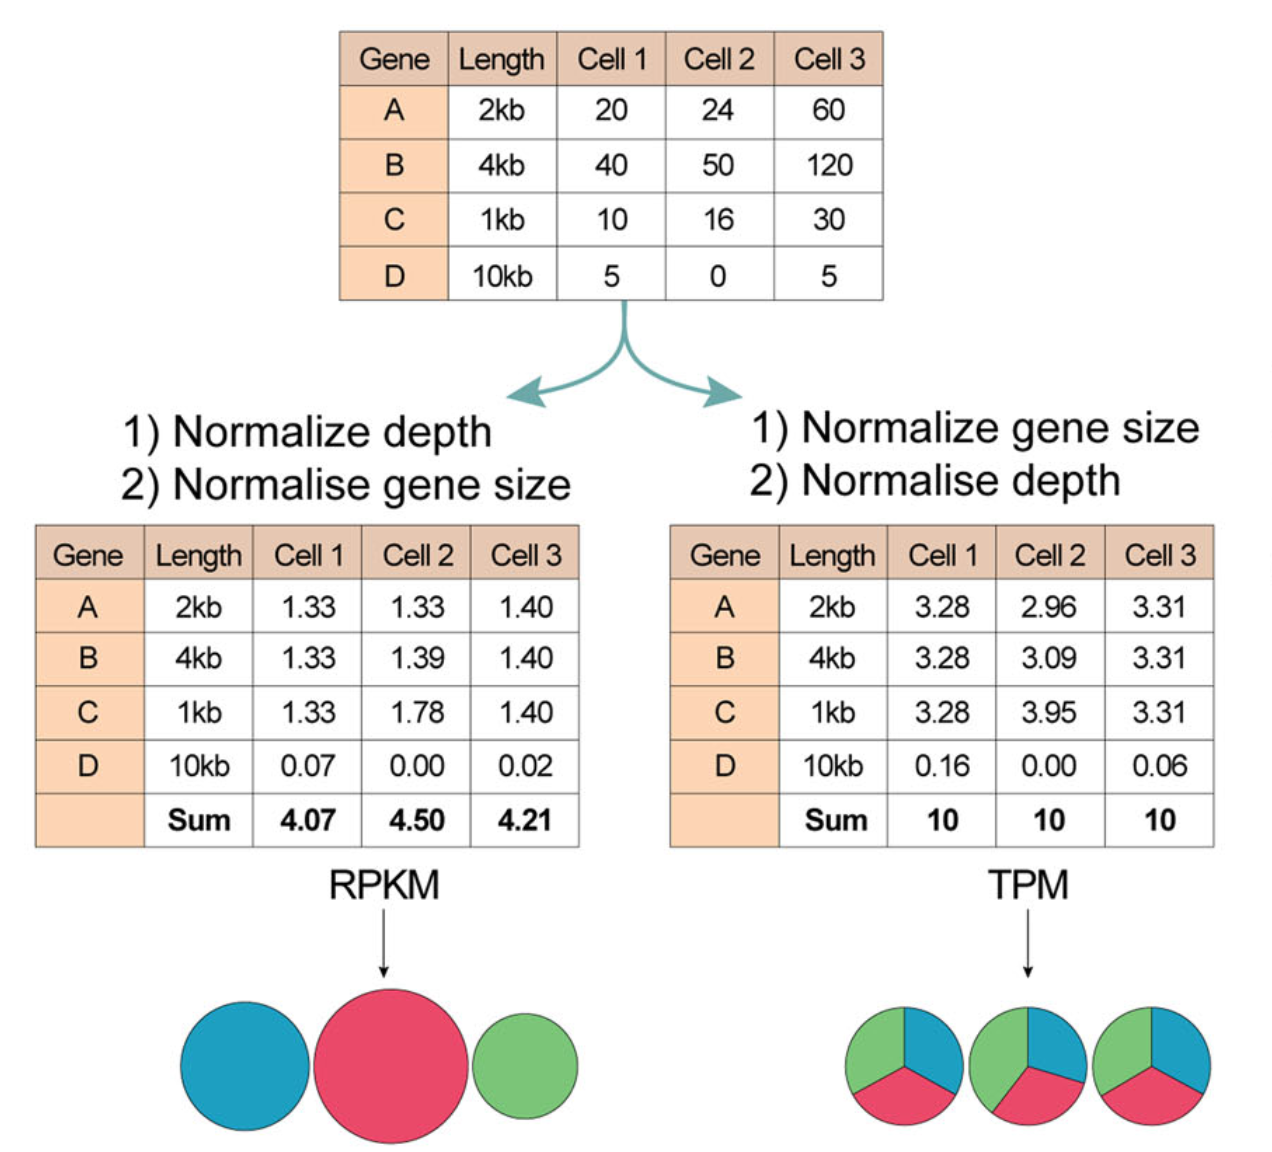 Gene Length Cell 1 Cell 2 Cell 3
A 2kb 20 24 60
B 4kb 40 50 120
C 1kb 10 16 30
D 10kb 5 0 5
1) Normalize depth
2) Normalise gene size
1) Normalize gene size
2) Normalise depth
Gene Length Cell 1 Cell 2 Cell 3
A 2kb 1.33 1.33 1.40
B 4kb 1.33 1.39 1.40
C 1kb 1.33 1.78 1.40
D 10kb 0.07 0.00 0.02
Sum 4.07 4.50 4.21
RPKM
Gene Length Cell 1 Cell 2 Cell 3
A 2kb 3.28 2.96 3.31
B 4kb 3.28 3.09 3.31
C 1kb 3.28 3.95 3.31
D 10kb 0.16 0.00 0.06
Sum 10 10 10
TPM